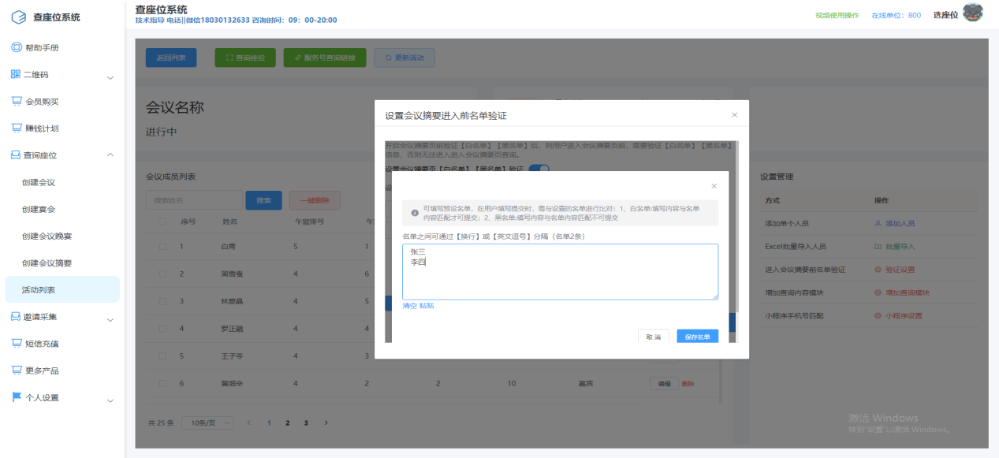 查座位系统
查座位系统
技术指导 电话||微信18030132633 咨询时间：09：00-20:00
视频使用操作
在线单位：800
选座位
帮助手册
二维码
会员购买
赚钱计划
查询座位
创建会议
创建宴会
创建会议晚宴
创建会议摘要
活动列表
邀请采集
短信充值
更多产品
个人设置
返回列表
查询座位
服务号查询链接
更新活动
会议名称
进行中
会议成员列表
搜索姓名
搜索
一键删除
序号 姓名 午宴排号 午
1 白青 5 1
2 周雪蚕 4 6
3 林意晶 4 5
4 罗正融 4 4
5 王子苓 4 3
6 黄细辛 4 2 2 10 嘉宾 编辑 删除
共 25 条 10条/页 1 2 3
设置会议摘要进入前名单验证
开启会议摘要页前验证【白名单】【黑名单】后，则用户进入会议摘要页前，需要验证【白名单】【黑名单】
信息，否则无法进入进入会议摘要页查询。
设置会议摘要页【白名单】【黑名单】验证
设
可填写预设名单，在用户填写提交时，需与设置的名单进行比对：1、白名单:填写内容与名单
内容匹配才可提交；2、黑名单:填写内容与名单内容匹配不可提交
名单之间可通过【换行】或【英文逗号】分隔（名单2条）
张三
李四
清空 粘贴
取 消
保存名单
设置管理
方式 操作
添加单个人员 添加人员
Excel批量导入人员 批量导入
进入会议摘要前名单验证 验证设置
增加查询内容模块 增加查询模块
小程序手机号匹配 小程序设置
激活 Windows
转到"设置"以激活 Windows。